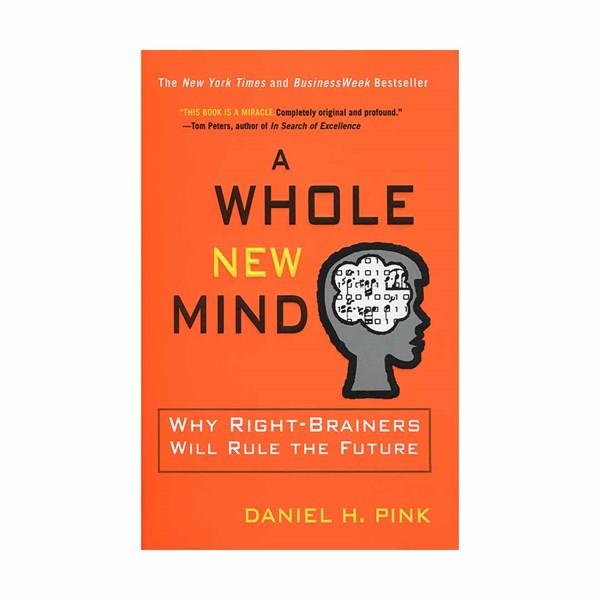 The New York Times and BusinessWeek Bestseller
"THIS BOOK IS A MIRACLE. Completely original and profound."
—Tom Peters, author of In Search of Excellence
A
WHOLE
NEW
MIND
WHY RIGHT-BRAINERS
WILL RULE THE FUTURE
DANIEL H. PINK